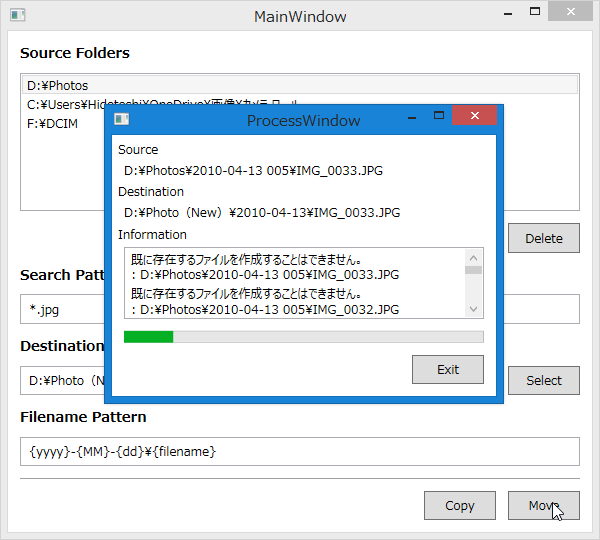 MainWindow
Source Folders
D:¥Photos
C:¥Users¥Hidetoshi¥OneDrive¥画像¥カメラ ロール
F:¥DCIM
Delete
Search Patt
*.jpg
Destination
D:¥Photo（N
Select
Filename Pattern
{yyyy}-{MM}-{dd}¥{filename}
Copy
Move
ProcessWindow
Source
D:¥Photos¥2010-04-13 005¥IMG_0033.JPG
Destination
D:¥Photo（New）¥2010-04-13¥IMG_0033.JPG
Information
既に存在するファイルを作成することはできません。
: D:¥Photos¥2010-04-13 005¥IMG_0033.JPG
既に存在するファイルを作成することはできません。
: D:¥Photos¥2010-04-13 005¥IMG_0032.JPG
Exit